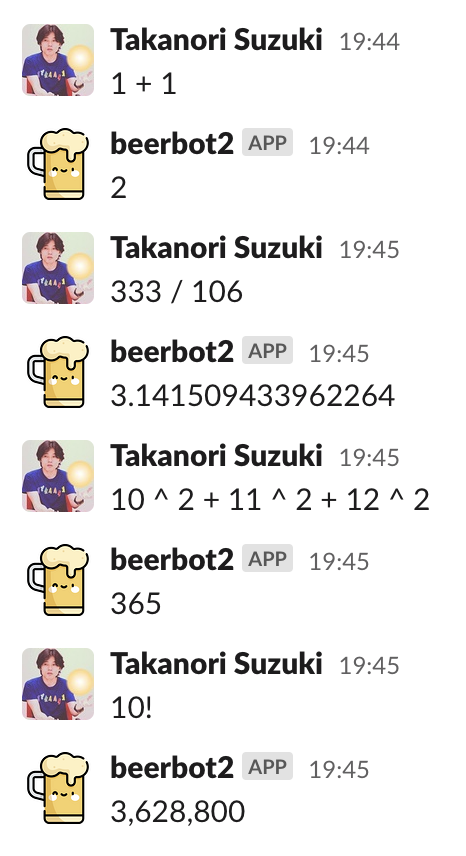 Takanori Suzuki 19:44
1 + 1
beerbot2 APP 19:44
2
Takanori Suzuki 19:45
333 / 106
beerbot2 APP 19:45
3.141509433962264
Takanori Suzuki 19:45
10 ^ 2 + 11 ^ 2 + 12 ^ 2
beerbot2 APP 19:45
365
Takanori Suzuki 19:45
10!
beerbot2 APP 19:45
3,628,800